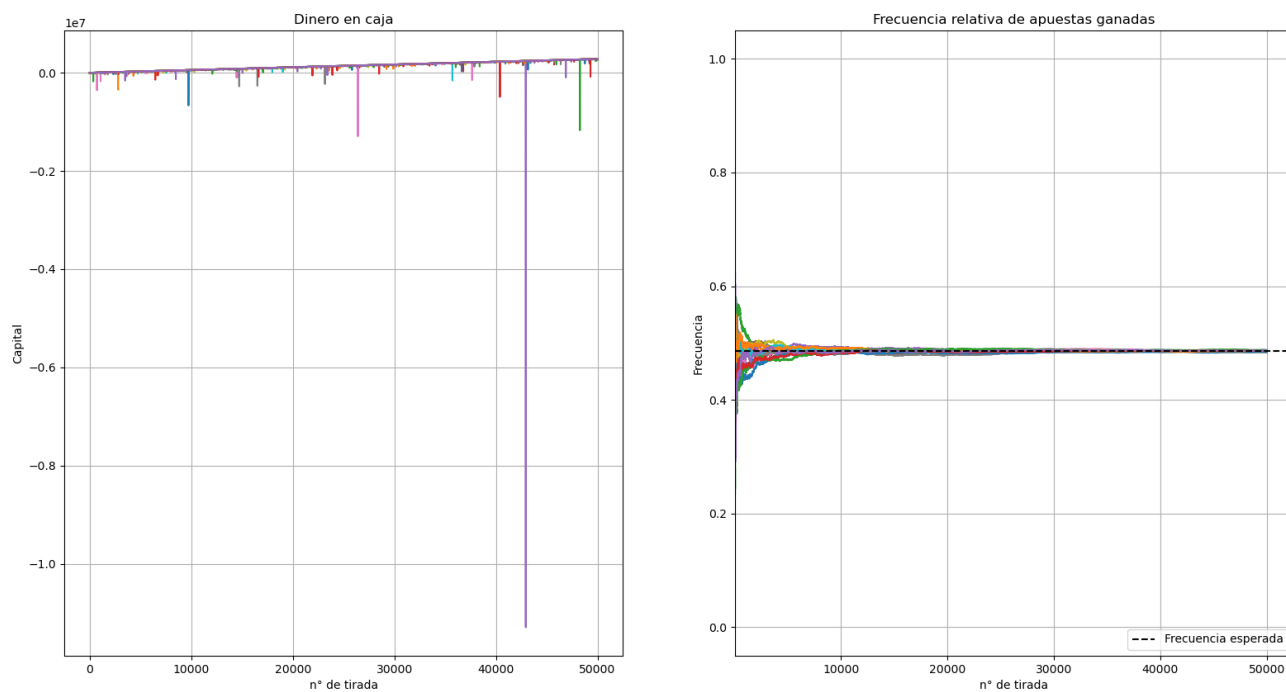 Dinero en caja
1e7
0.0
−0.2
−0.4
−0.6
−0.8
−1.0
Capital
0
10000
20000
30000
40000
50000
n° de tirada
Frecuencia relativa de apuestas ganadas
1.0
0.8
0.6
0.4
0.2
0.0
Frecuencia
Frecuencia esperada
10000
20000
30000
40000
50000
n° de tirada